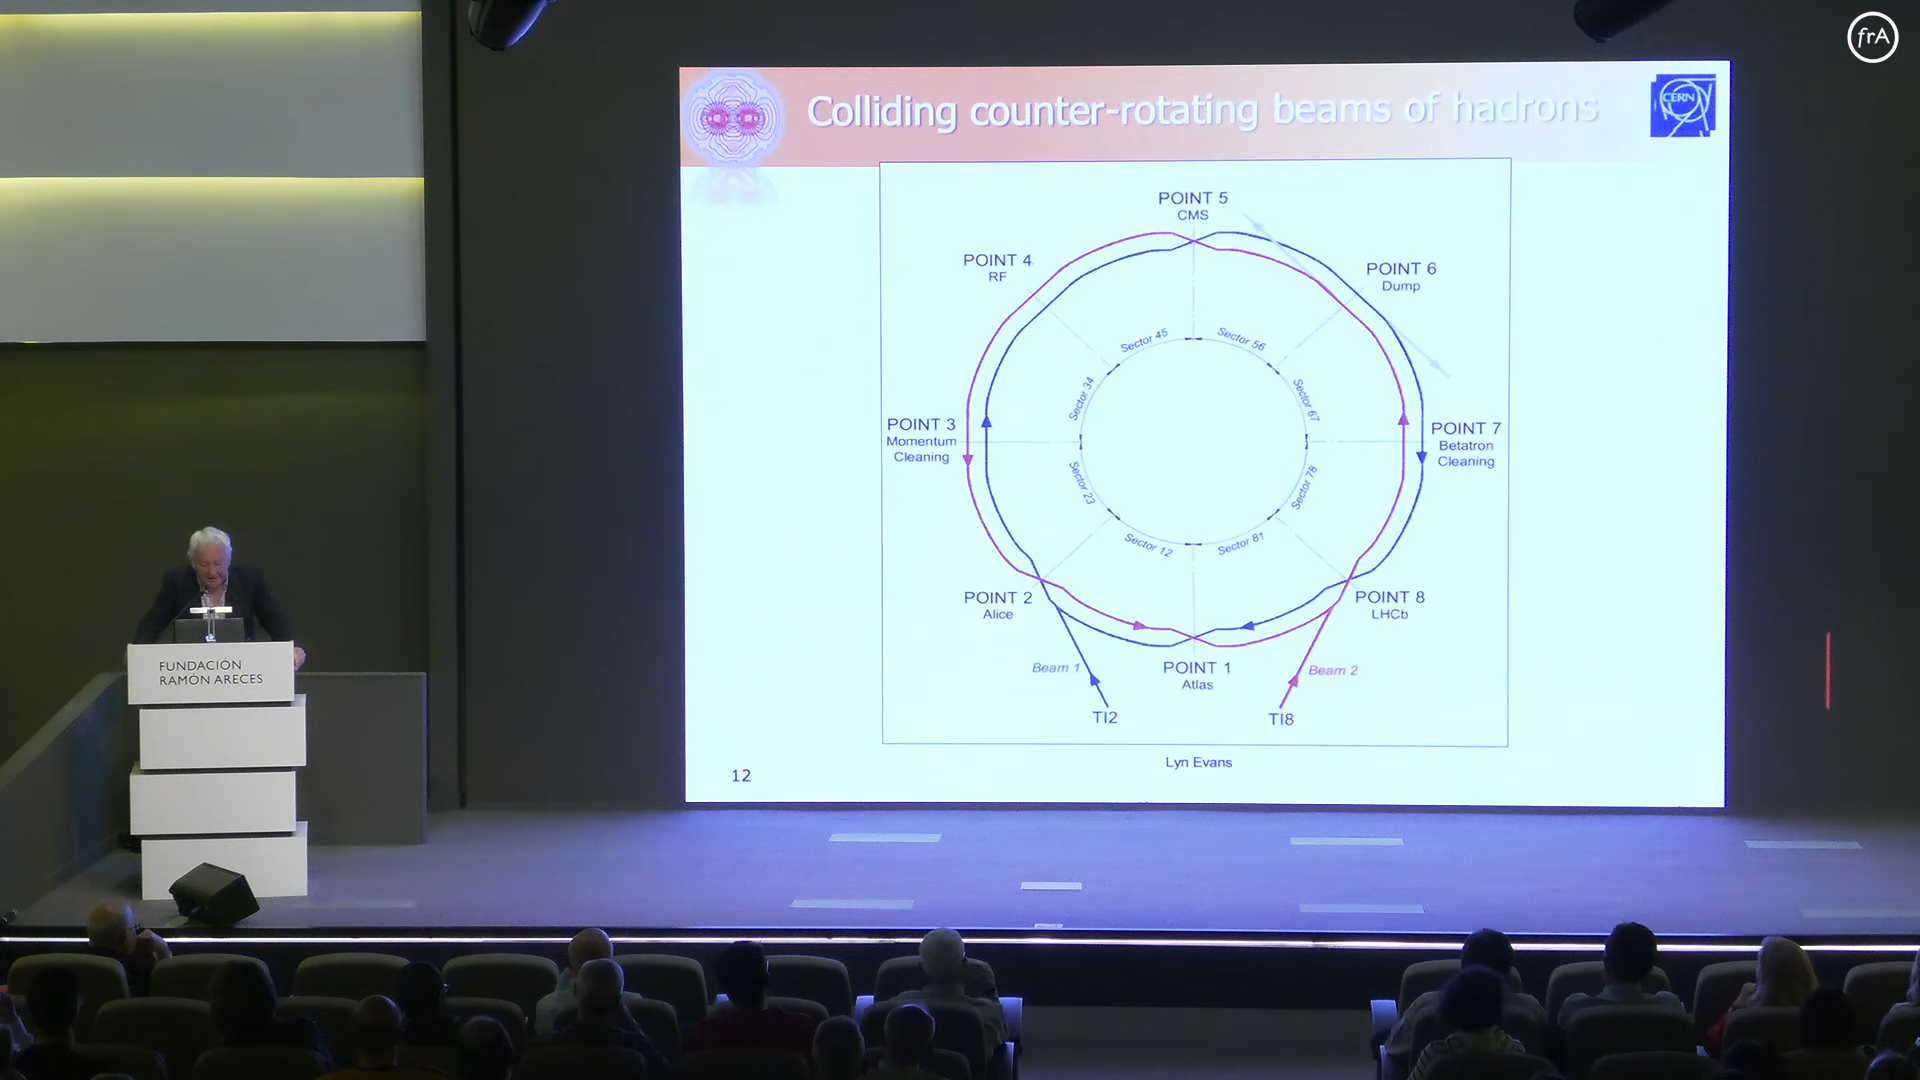 frA
Colliding counter-rotating beams of hadrons
CERN
POINT 5
CMS
POINT 4
RF
POINT 6
Dump
Sector 45
Sector 56
Sector 34
Sector 67
POINT 3
Momentum
Cleaning
POINT 7
Betatron
Cleaning
Sector 23
Sector 78
Sector 12
Sector 81
POINT 2
Alice
POINT 8
LHCb
Beam 1
POINT 1
Atlas
Beam 2
TI2
TI8
Lyn Evans
12
FUNDACIÓN
RAMÓN ARECES